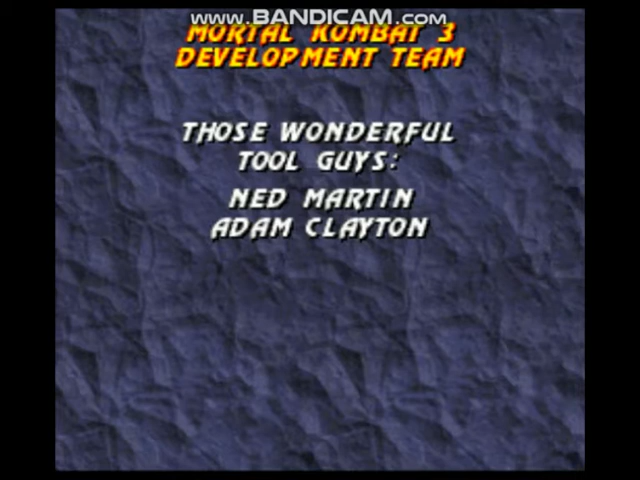 www.BANDICAM.com
MORTAL KOMBAT 3
DEVELOPMENT TEAM
THOSE WONDERFUL
TOOL GUYS:
NED MARTIN
ADAM CLAYTON